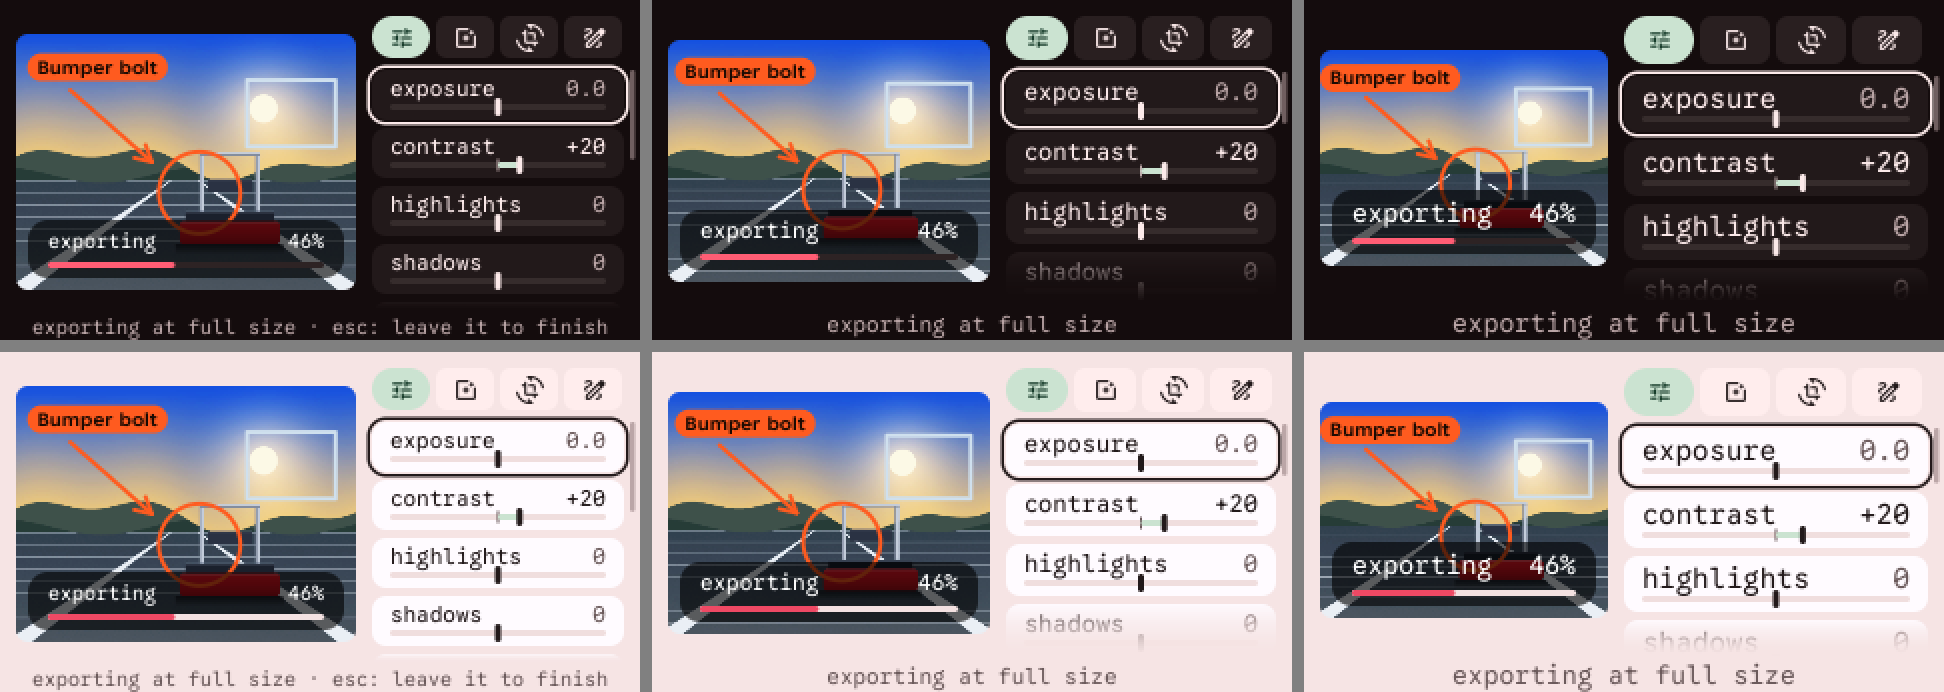 Bumper bolt
exposure 0.0
contrast +20
highlights 0
shadows 0
exporting 46%
exporting at full size · esc: leave it to finish
Bumper bolt
exposure 0.0
contrast +20
highlights 0
shadows 0
exporting 46%
exporting at full size
Bumper bolt
exposure 0.0
contrast +20
highlights 0
shadows 0
exporting 46%
exporting at full size
Bumper bolt
exposure 0.0
contrast +20
highlights 0
shadows 0
exporting 46%
exporting at full size · esc: leave it to finish
Bumper bolt
exposure 0.0
contrast +20
highlights 0
shadows 0
exporting 46%
exporting at full size
Bumper bolt
exposure 0.0
contrast +20
highlights 0
shadows 0
exporting 46%
exporting at full size